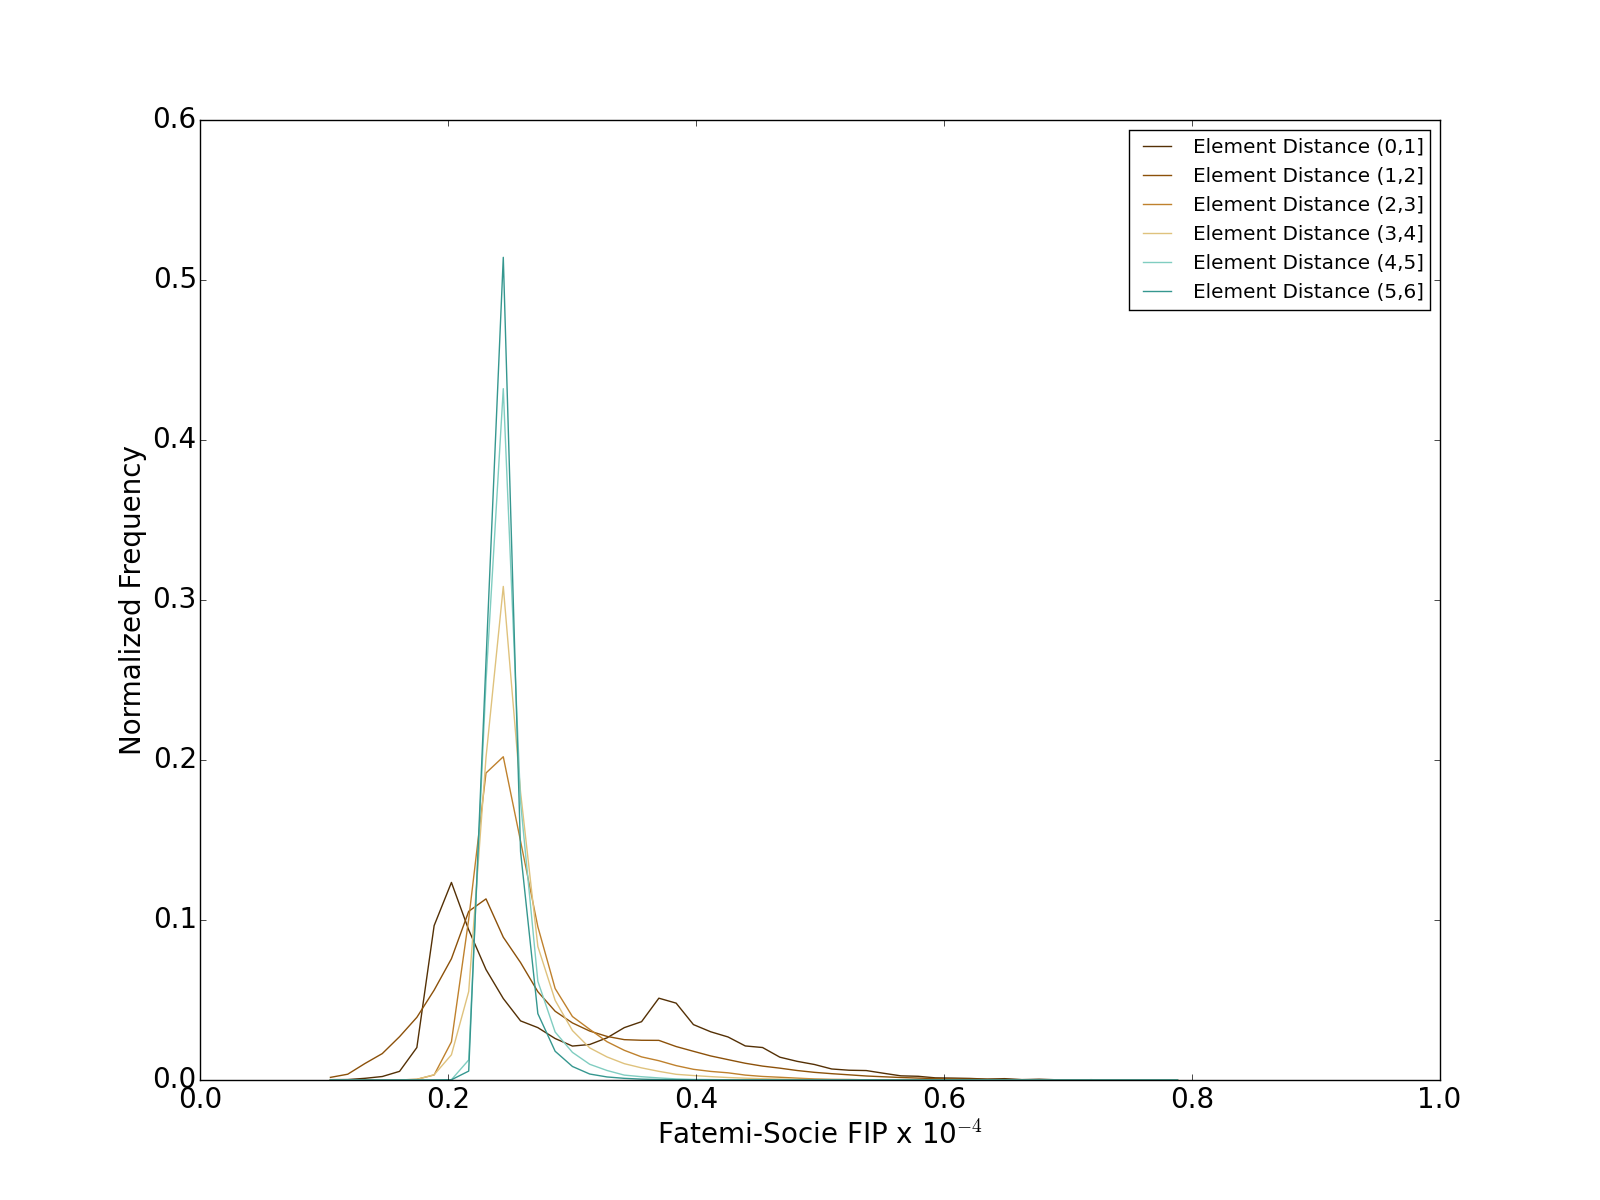 0.6
0.5
0.4
0.3
0.2
0.1
0.0
Normalized Frequency
Element Distance (0,1]
Element Distance (1,2]
Element Distance (2,3]
Element Distance (3,4]
Element Distance (4,5]
Element Distance (5,6]
0.0 0.2 0.4 0.6 0.8 1.0
Fatemi-Socie FIP x 10⁻⁴